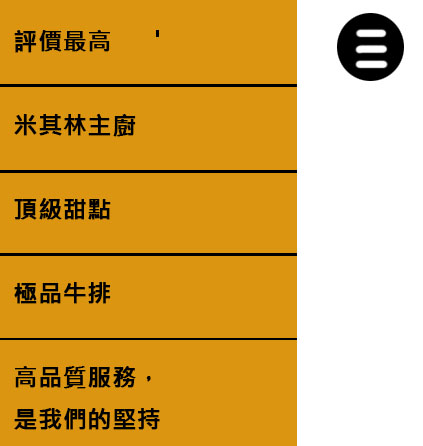 評價最高
米其林主廚
頂級甜點
極品牛排
高品質服務，
是我們的堅持